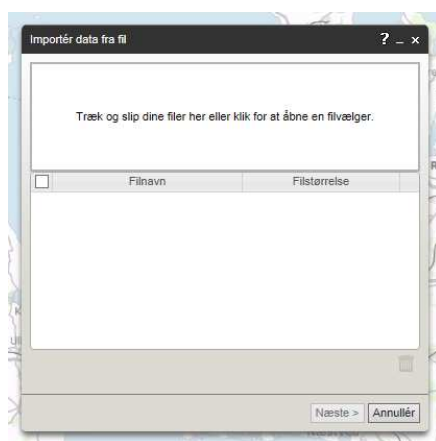 Importér data fra fil ? _ ×
Træk og slip dine filer her eller klik for at åbne en filvælger.
Filnavn Filstørrelse
Næste > Annullér